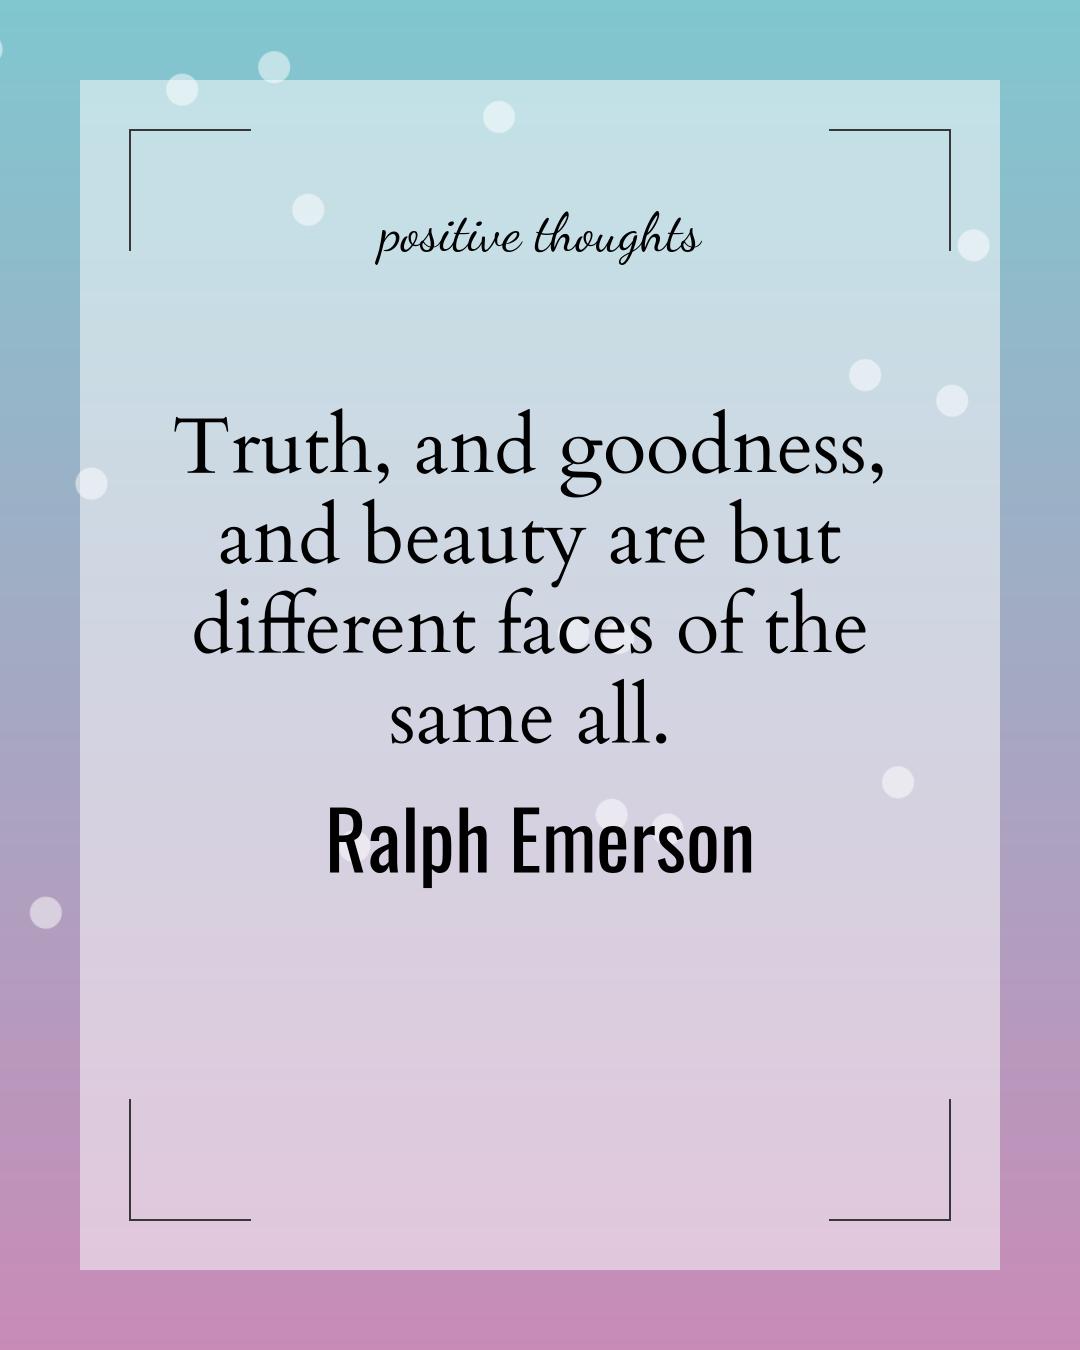 positive thoughts
Truth, and goodness,
and beauty are but
different faces of the
same all.
Ralph Emerson